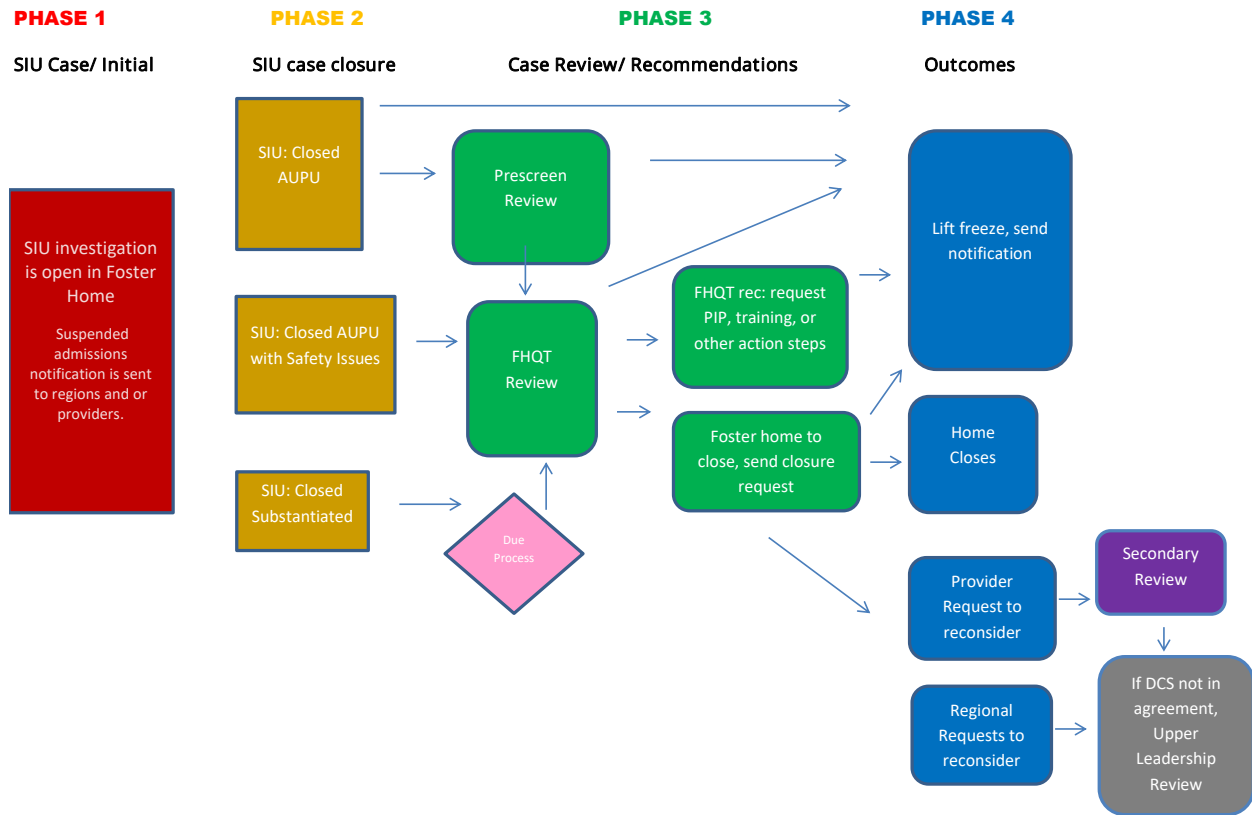 PHASE 1
PHASE 2
PHASE 3
PHASE 4
SIU Case/ Initial
SIU case closure
Case Review/ Recommendations
Outcomes
SIU investigation
is open in Foster
Home
Suspended
admissions
notification is sent
to regions and or
providers.
SIU: Closed
AUPU
SIU: Closed AUPU
with Safety Issues
SIU: Closed
Substantiated
Prescreen
Review
FHQT
Review
Due
Process
FHQT rec: request
PIP, training, or
other action steps
Foster home to
close, send closure
request
Lift freeze, send
notification
Home
Closes
Provider
Request to
reconsider
Regional
Requests to
reconsider
Secondary
Review
If DCS not in
agreement,
Upper
Leadership
Review